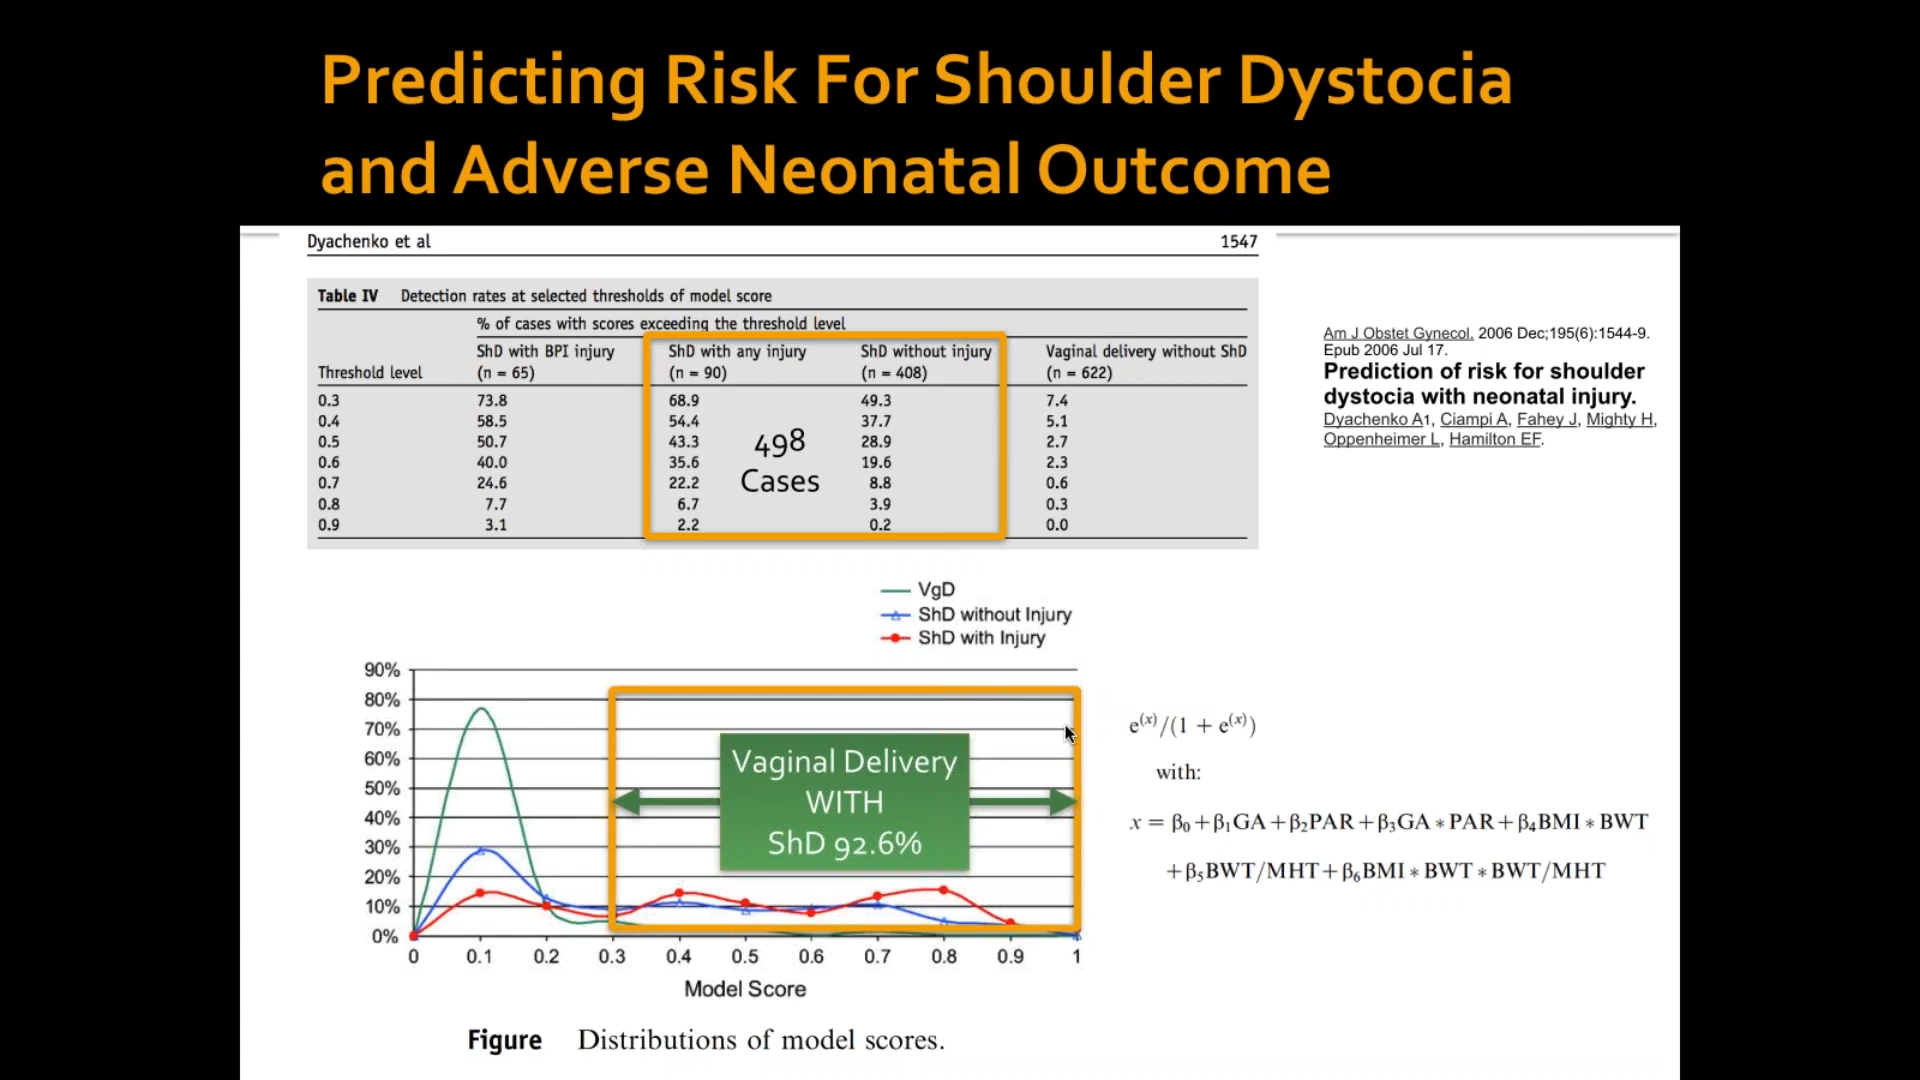 Predicting Risk For Shoulder Dystocia
and Adverse Neonatal Outcome
Dyachenko et al 1547
Table IV Detection rates at selected thresholds of model score
% of cases with scores exceeding the threshold level
ShD with BPI injury ShD with any injury ShD without injury Vaginal delivery without ShD
Threshold level (n = 65) (n = 90) (n = 408) (n = 622)
0.3 73.8 68.9 49.3 7.4
0.4 58.5 54.4 37.7 5.1
0.5 50.7 43.3 28.9 2.7
0.6 40.0 35.6 19.6 2.3
0.7 24.6 22.2 8.8 0.6
0.8 7.7 6.7 3.9 0.3
0.9 3.1 2.2 0.2 0.0
498
Cases
Am J Obstet Gynecol. 2006 Dec;195(6):1544-9.
Epub 2006 Jul 17.
Prediction of risk for shoulder
dystocia with neonatal injury.
Dyachenko A1, Ciampi A, Fahey J, Mighty H,
Oppenheimer L, Hamilton EF.
VgD
ShD without Injury
ShD with Injury
90%
80%
70%
60%
50%
40%
30%
20%
10%
0%
Vaginal Delivery
WITH
ShD 92.6%
0 0.1 0.2 0.3 0.4 0.5 0.6 0.7 0.8 0.9 1
Model Score
Figure Distributions of model scores.
e(x)/(1 + e(x))
with:
x = β0+β1GA+β2PAR+β3GA∗PAR+β4BMI∗BWT
+β5BWT/MHT+β6BMI∗BWT∗BWT/MHT